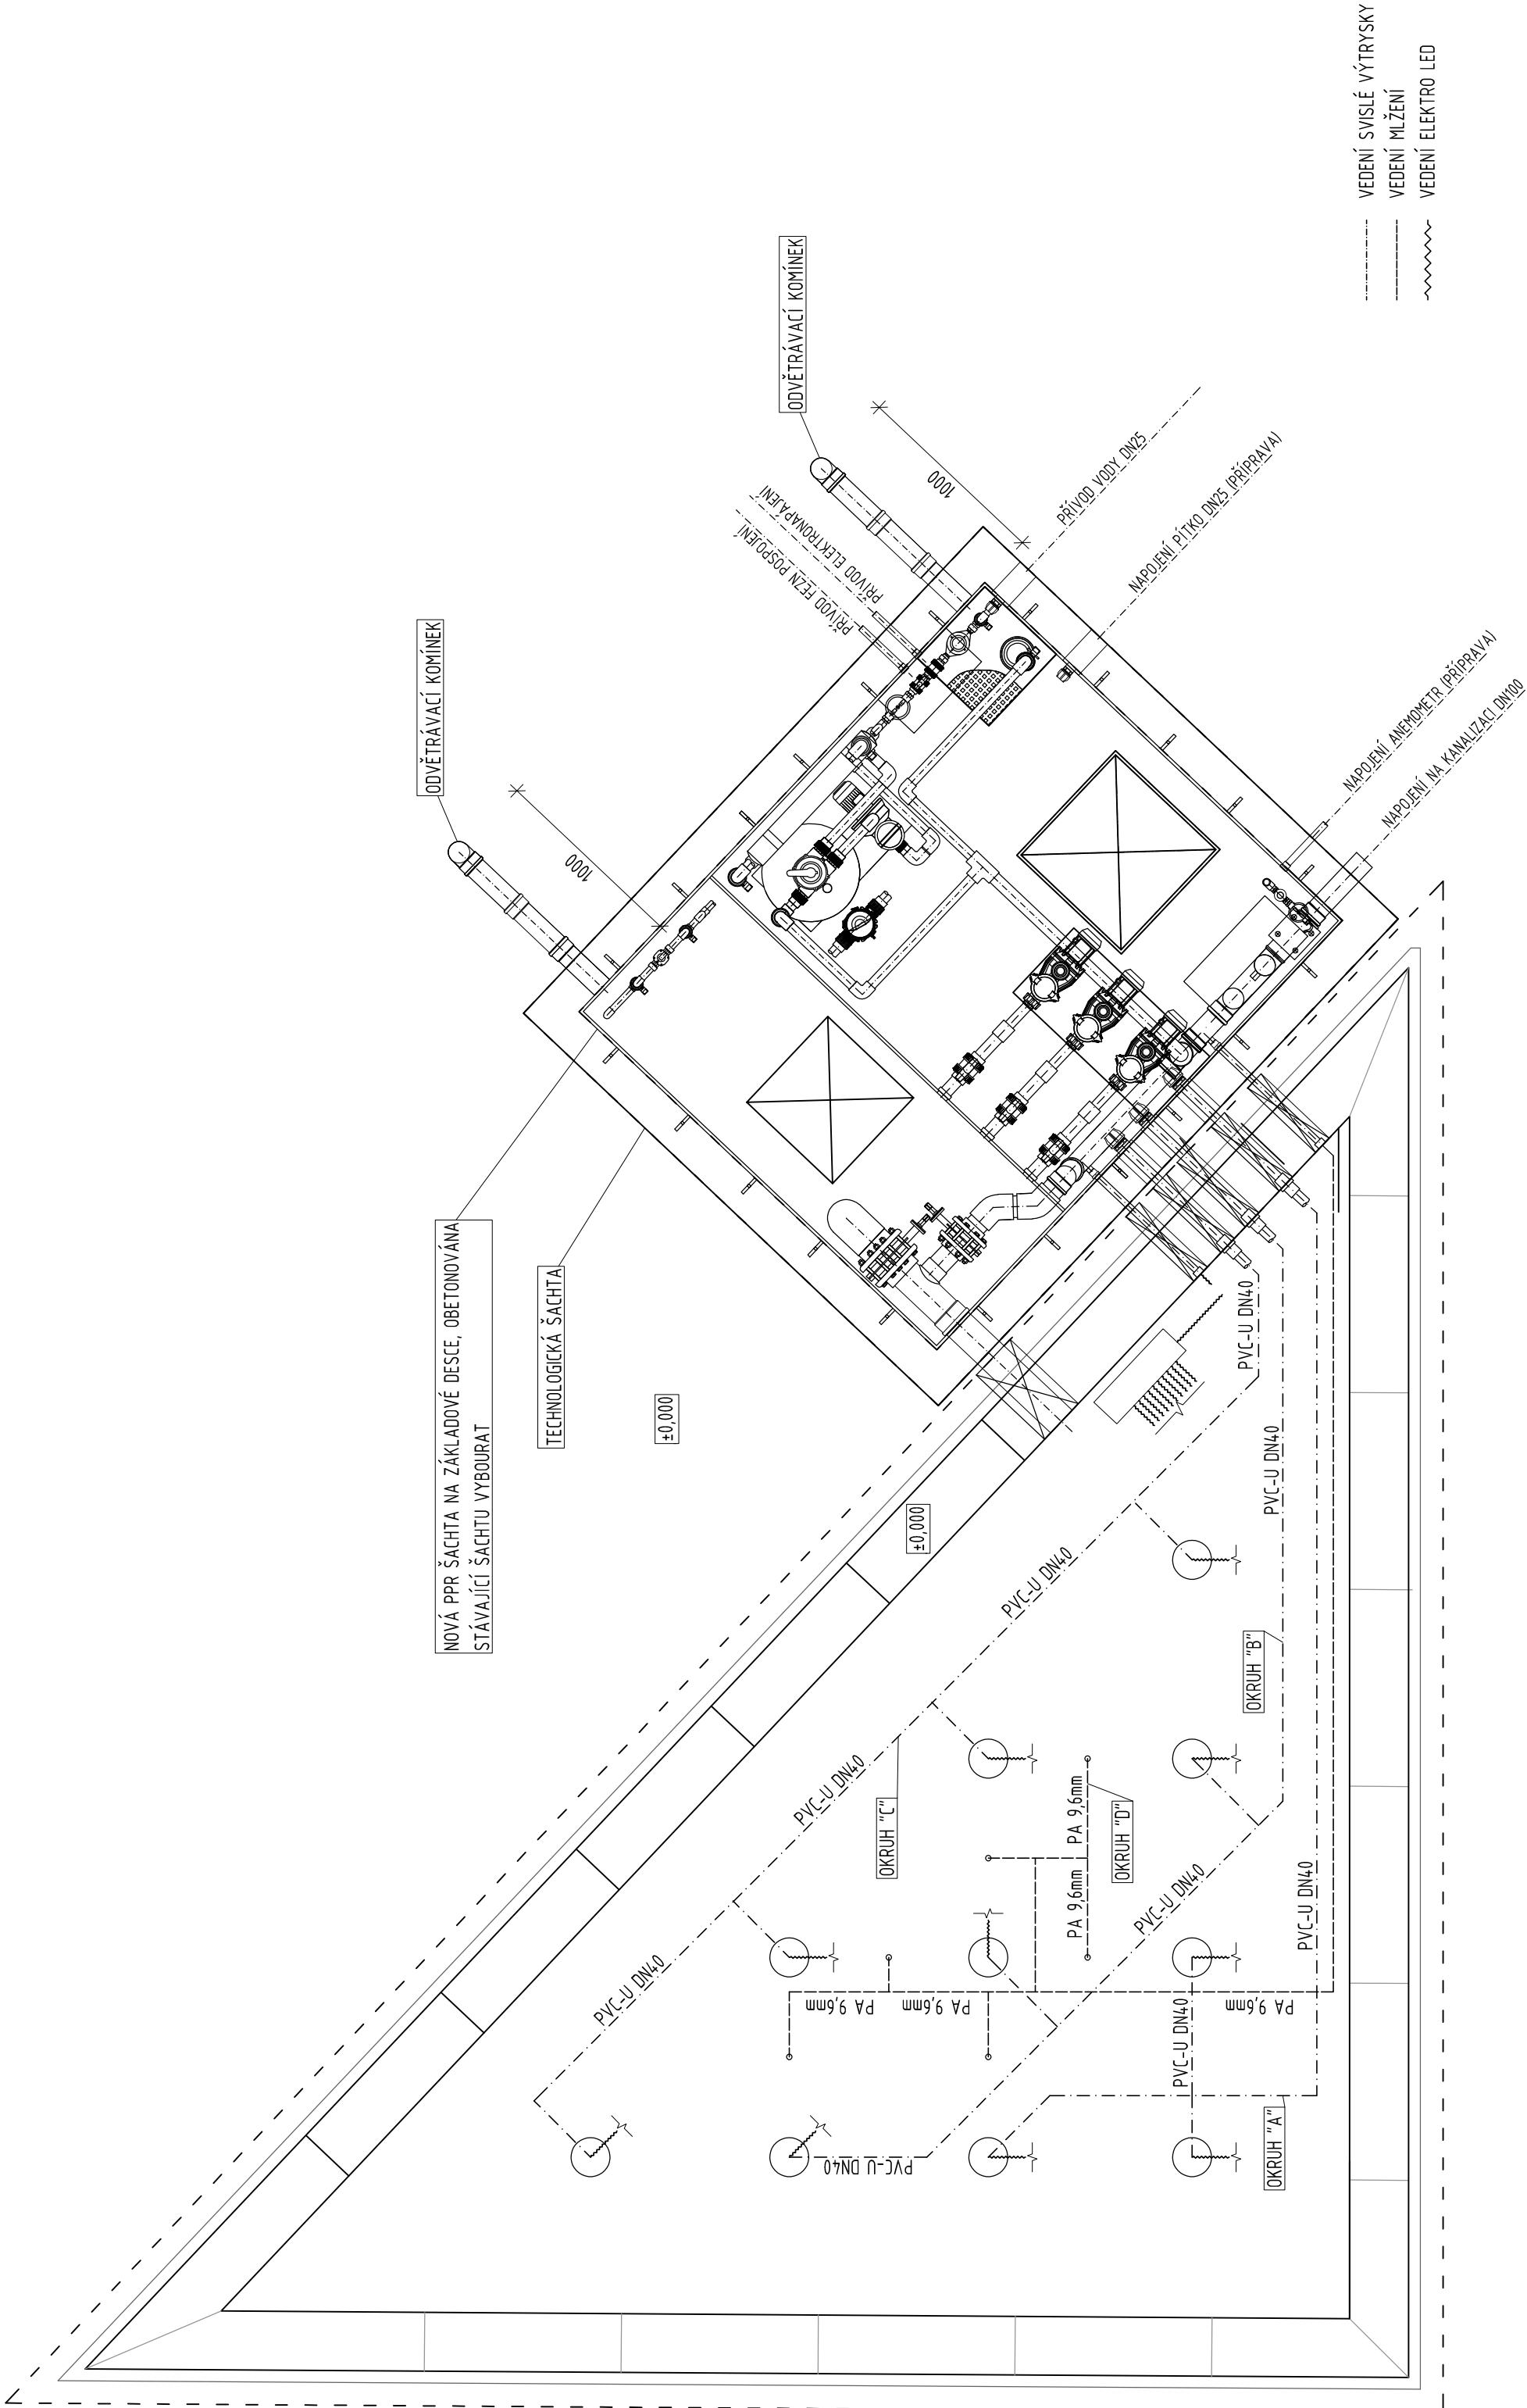 ODVĚTRÁVACÍ KOMÍNEK
ODVĚTRÁVACÍ KOMÍNEK
1000
1000
NOVÁ PPR ŠACHTA NA ZÁKLADOVÉ DESCE, OBETONOVÁNA
STÁVAJÍCÍ ŠACHTU VYBOURAT
TECHNOLOGICKÁ ŠACHTA
±0,000
±0,000
PŘÍVOD FEZN POSPOJENÍ
PŘÍVOD ELEKTRONAPÁJENÍ
PŘÍVOD VODY DN25
NAPOJENÍ PÍTKO DN25 (PŘÍPRAVA)
NAPOJENÍ ANEMOMETR (PŘÍPRAVA)
NAPOJENÍ NA KANALIZACI DN100
PVC-U DN40
PVC-U DN40
PVC-U DN40
PVC-U DN40
PVC-U DN40
OKRUH "B"
OKRUH "C"
OKRUH "D"
PA 9,6mm
PA 9,6mm
PVC-U DN40
PVC-U DN40
PVC-U DN40
PA 9,6mm
PA 9,6mm
PA 9,6mm
PVC-U DN40
OKRUH "A"
VEDENÍ SVISLÉ VÝTRYSKY
VEDENÍ MLŽENÍ
VEDENÍ ELEKTRO LED